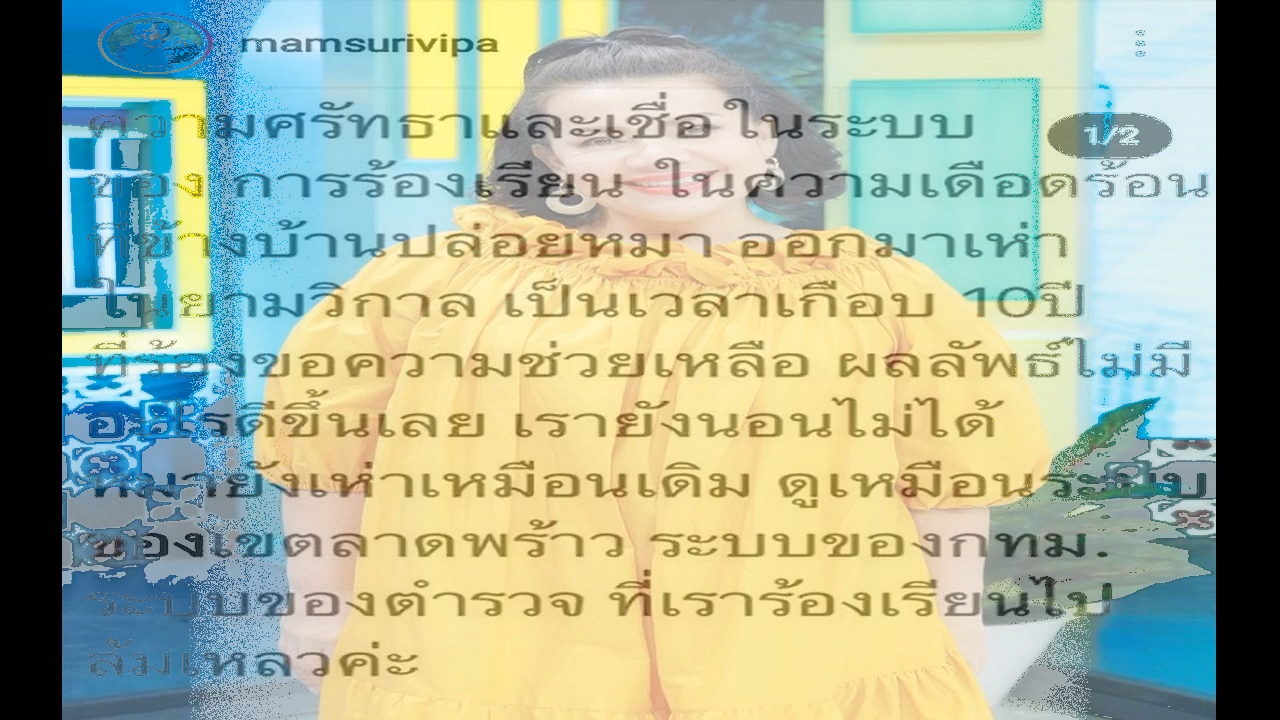 mamsurivipa
1/2
ความศรัทธาและเชื่อ ในระบบ
ของ การร้องเรียน ในความเดือดร้อน
ที่ข้างบ้านปล่อยหมา ออกมาเห่า
ในยามวิกาล เป็นเวลาเกือบ 10ปี
ที่ร้องขอความช่วยเหลือ ผลลัพธ์ไม่มี
อะไรดีขึ้นเลย เรายังนอนไม่ได้
หมายังเห่าเหมือนเดิม ดูเหมือนระบบ
ของเขตลาดพร้าว ระบบของกทม.
ระบบของตำรวจ ที่เราร้องเรียนไป
ล้มเหลวค่ะ